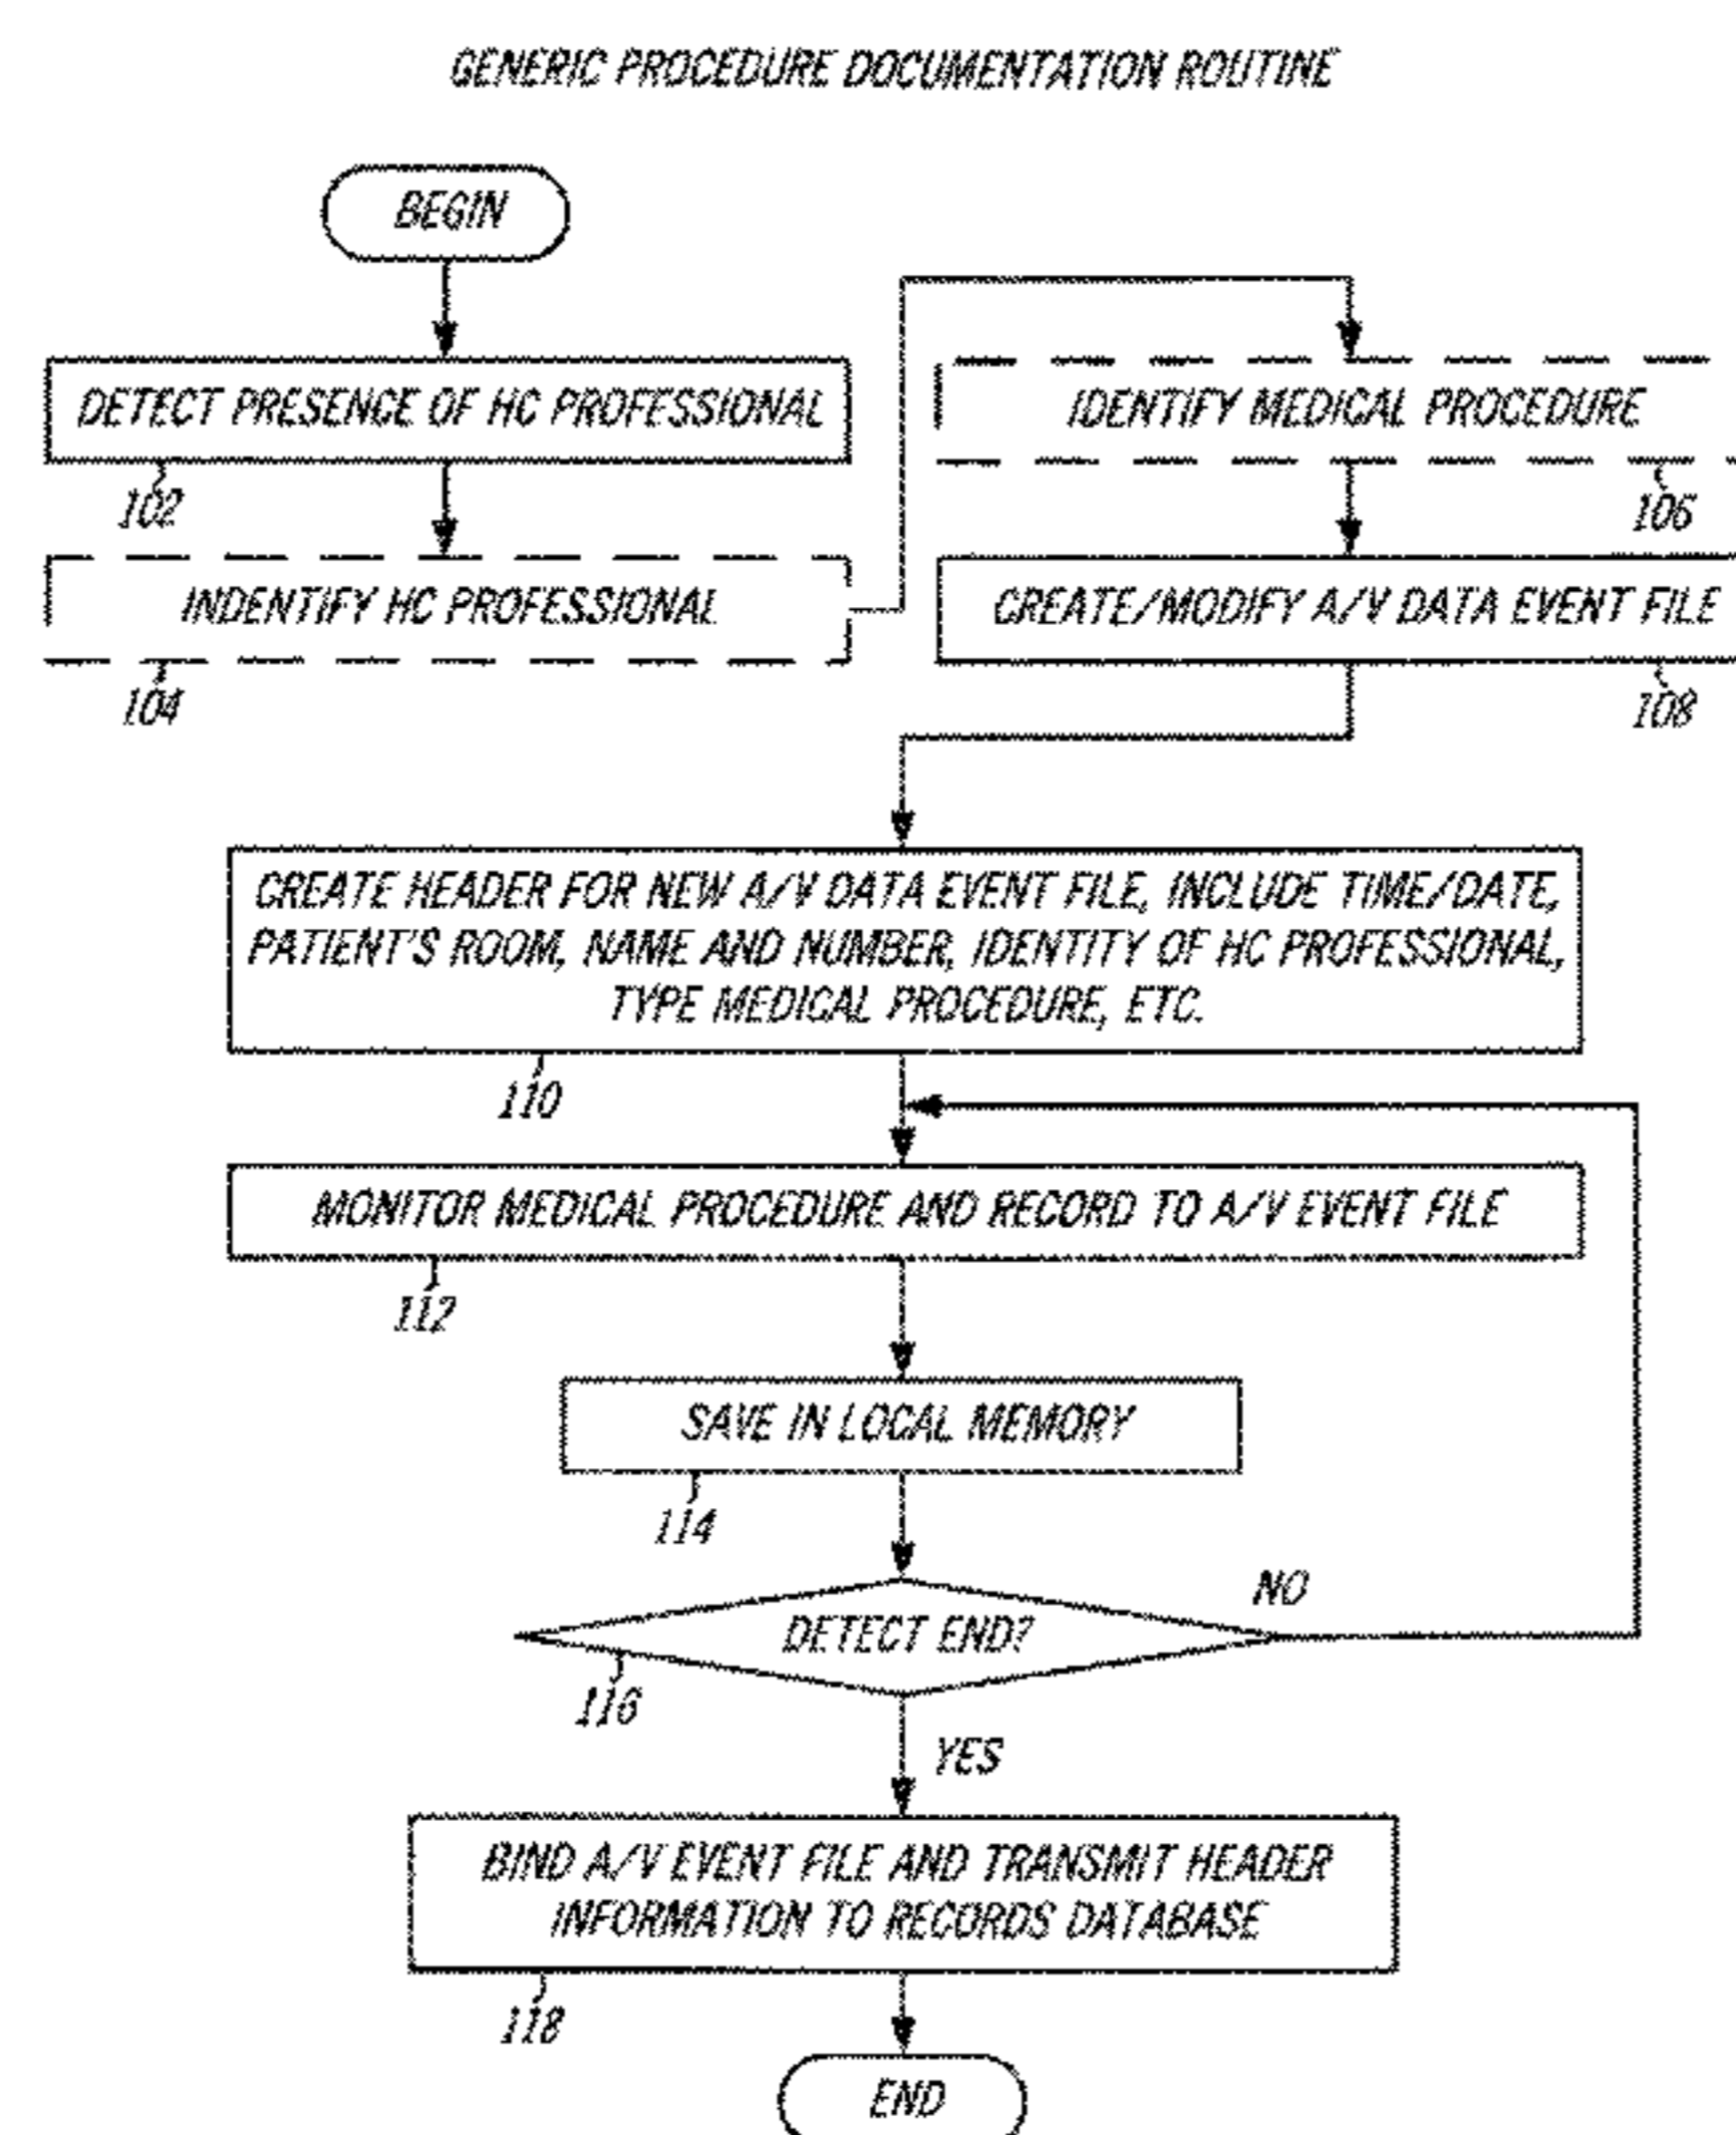 GENERIC PROCEDURE DOCUMENTATION ROUTINE
BEGIN
DETECT PRESENCE OF HC PROFESSIONAL
102
INDENTIFY HC PROFESSIONAL
104
IDENTIFY MEDICAL PROCEDURE
106
CREATE/MODIFY A/V DATA EVENT FILE
108
CREATE HEADER FOR NEW A/V DATA EVENT FILE, INCLUDE TIME/DATE,
PATIENT'S ROOM, NAME AND NUMBER, IDENTITY OF HC PROFESSIONAL,
TYPE MEDICAL PROCEDURE, ETC.
110
MONITOR MEDICAL PROCEDURE AND RECORD TO A/V EVENT FILE
112
SAVE IN LOCAL MEMORY
114
DETECT END?
NO
116
YES
BIND A/V EVENT FILE AND TRANSMIT HEADER
INFORMATION TO RECORDS DATABASE
118
END